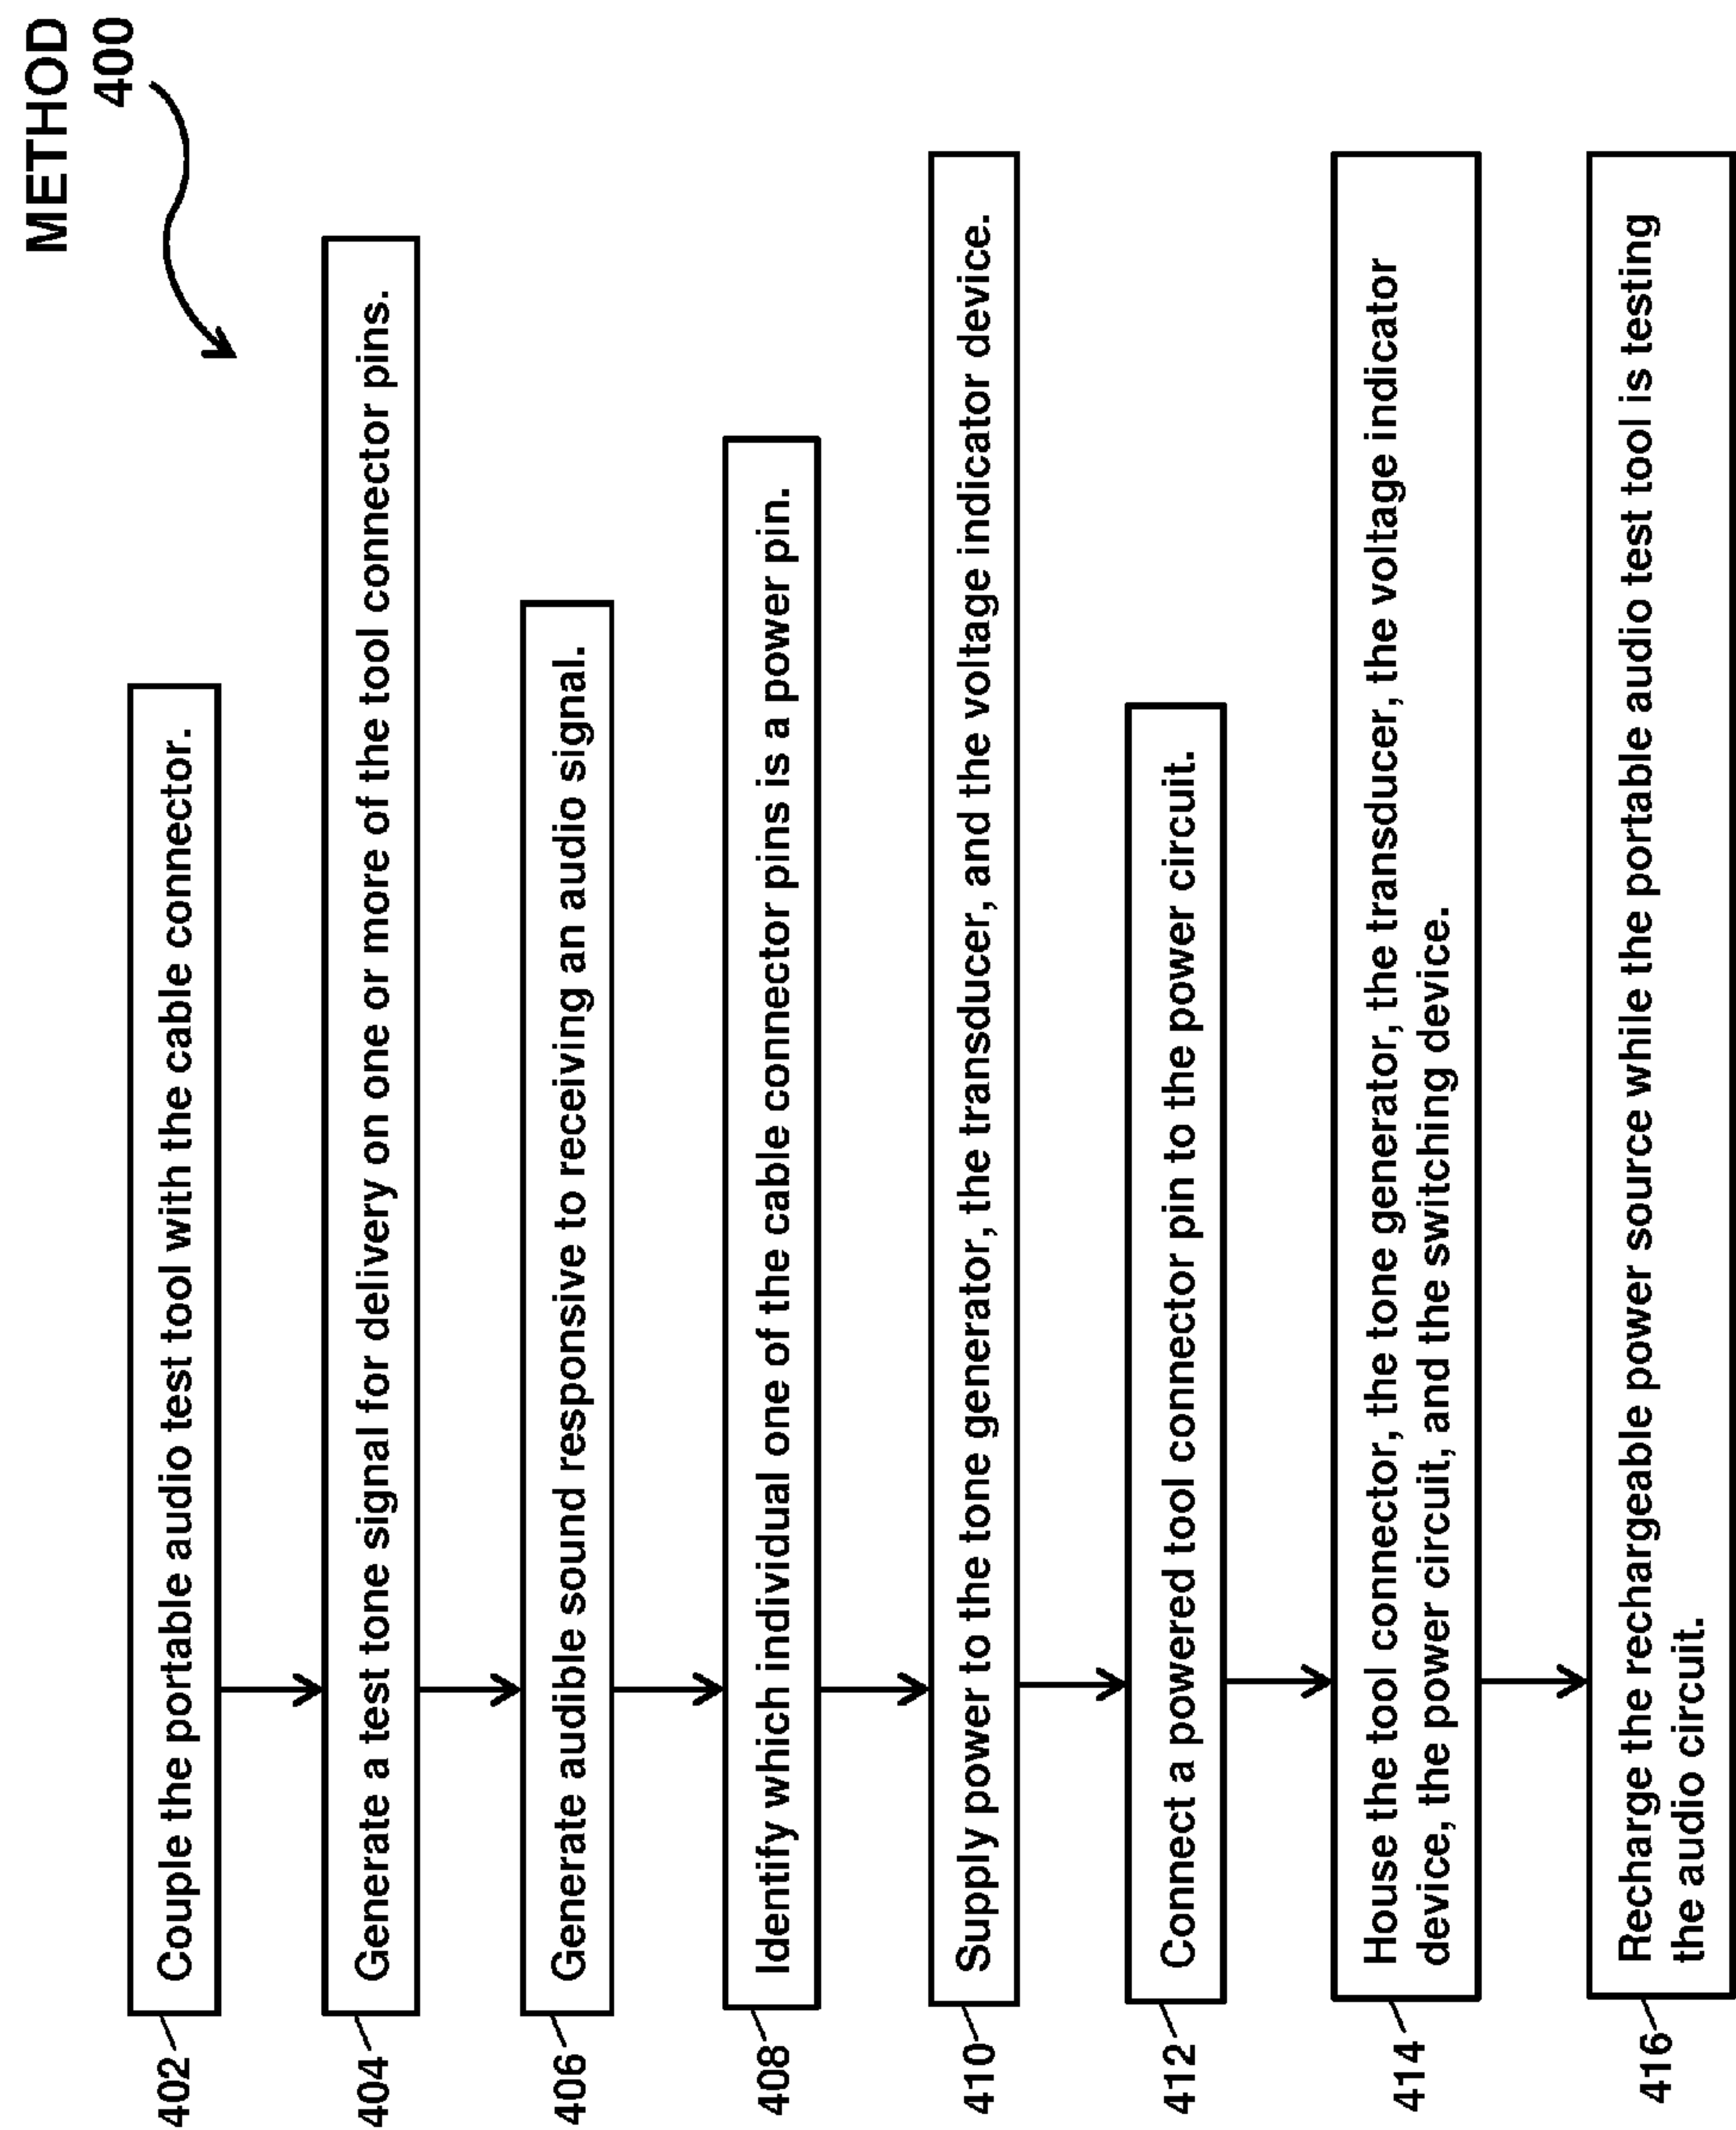 METHOD
400
402
Couple the portable audio test tool with the cable connector.
404
Generate a test tone signal for delivery on one or more of the tool connector pins.
406
Generate audible sound responsive to receiving an audio signal.
408
Identify which individual one of the cable connector pins is a power pin.
410
Supply power to the tone generator, the transducer, and the voltage indicator device.
412
Connect a powered tool connector pin to the power circuit.
414
House the tool connector, the tone generator, the transducer, the voltage indicator
device, the power circuit, and the switching device.
416
Recharge the rechargeable power source while the portable audio test tool is testing
the audio circuit.